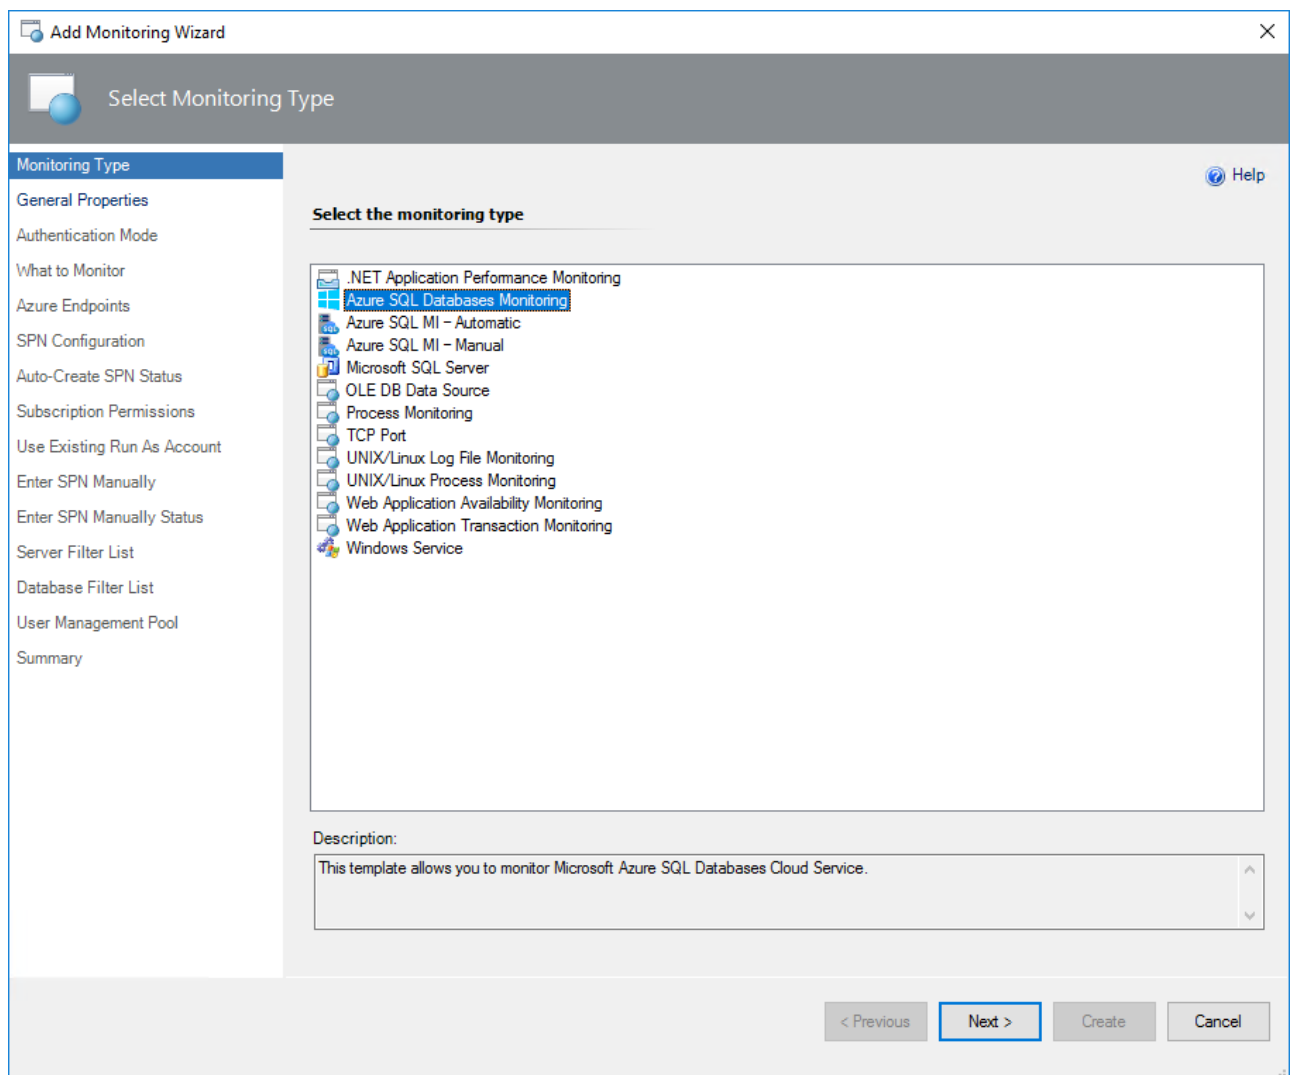 Add Monitoring Wizard
Select Monitoring Type
Monitoring Type
General Properties
Authentication Mode
What to Monitor
Azure Endpoints
SPN Configuration
Auto-Create SPN Status
Subscription Permissions
Use Existing Run As Account
Enter SPN Manually
Enter SPN Manually Status
Server Filter List
Database Filter List
User Management Pool
Summary
Help
Select the monitoring type
.NET Application Performance Monitoring
Azure SQL Databases Monitoring
Azure SQL MI – Automatic
Azure SQL MI – Manual
Microsoft SQL Server
OLE DB Data Source
Process Monitoring
TCP Port
UNIX/Linux Log File Monitoring
UNIX/Linux Process Monitoring
Web Application Availability Monitoring
Web Application Transaction Monitoring
Windows Service
Description:
This template allows you to monitor Microsoft Azure SQL Databases Cloud Service.
< Previous
Next >
Create
Cancel